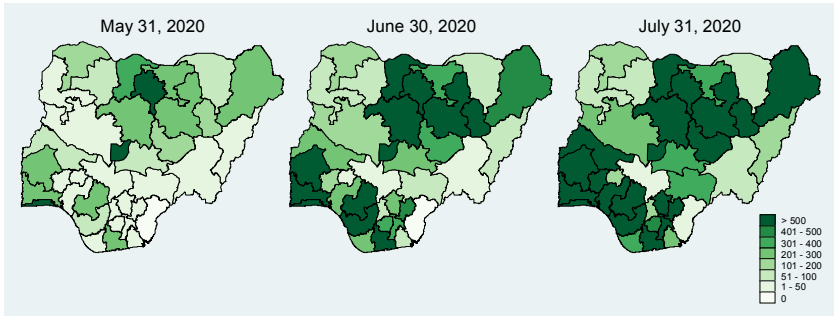 May 31, 2020
June 30, 2020
July 31, 2020
> 500
401 - 500
301 - 400
201 - 300
101 - 200
51 - 100
1 - 50
0